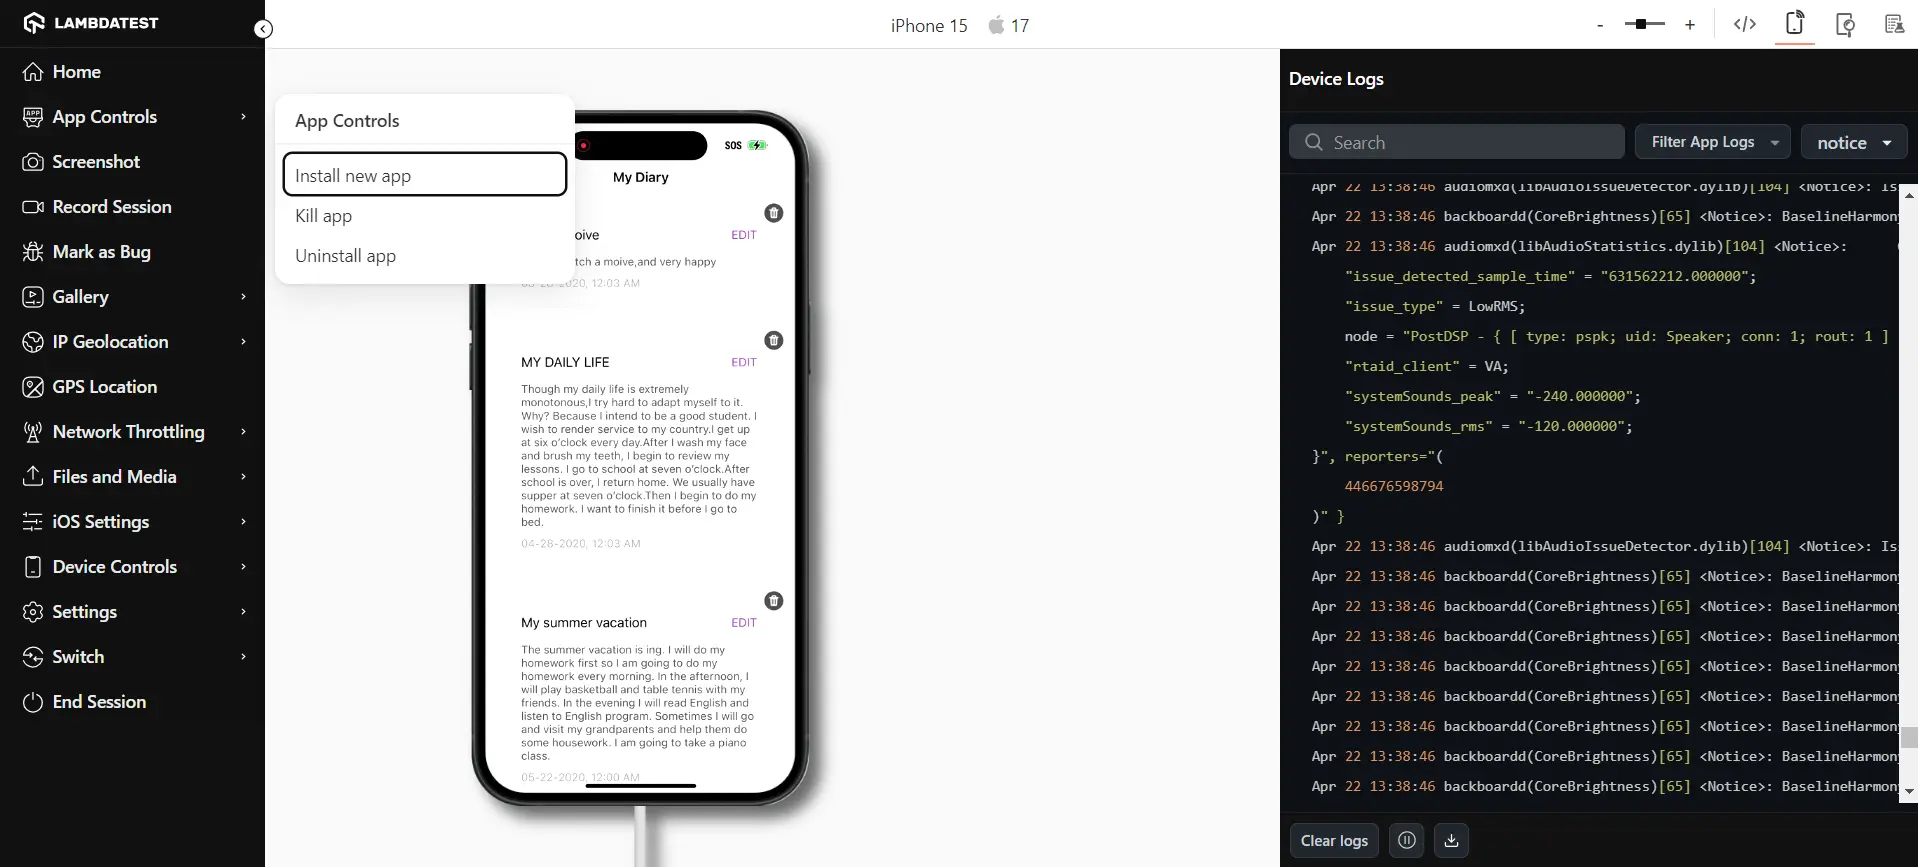 LAMBDATEST
iPhone 15 17
- +
</>
Home
App Controls
Screenshot
Record Session
Mark as Bug
Gallery
IP Geolocation
GPS Location
Network Throttling
Files and Media
iOS Settings
Device Controls
Settings
Switch
End Session
App Controls
Install new app
Kill app
Uninstall app
SOS
My Diary
oive
EDIT
tch a moive,and very happy
2020, 12:03 AM
MY DAILY LIFE
EDIT
Though my daily life is extremely
monotonous,I try hard to adapt myself to it.
Why? Because I intend to be a good student. I
wish to render service to my country.I get up
at six o'clock every day.After I wash my face
and brush my teeth, I begin to review my
lessons. I go to school at seven o'clock.After
school is over, I return home. We usually have
supper at seven o'clock.Then I begin to do my
homework. I want to finish it before I go to
bed.
04-28-2020, 12:03 AM
My summer vacation
EDIT
The summer vacation is ing. I will do my
homework first so I am going to do my
homework every morning. In the afternoon, I
will play basketball and table tennis with my
friends. In the evening I will read English and
listen to English program. Sometimes I will go
and visit my grandparents and help them do
some housework. I am going to take a piano
class.
05-22-2020, 12:00 AM
Device Logs
Search
Filter App Logs
notice
Apr 22 13:38:46 audiomxd(libAudioIssueDetector.dylib)[104] <Notice>: Is
Apr 22 13:38:46 backboardd(CoreBrightness)[65] <Notice>: BaselineHarmon
Apr 22 13:38:46 audiomxd(libAudioStatistics.dylib)[104] <Notice>:
"issue_detected_sample_time" = "631562212.000000";
"issue_type" = LowRMS;
node = "PostDSP - { [ type: pspk; uid: Speaker; conn: 1; rout: 1 ]
"rtaid_client" = VA;
"systemSounds_peak" = "-240.000000";
"systemSounds_rms" = "-120.000000";
}", reporters="(
446676598794
)" }
Apr 22 13:38:46 audiomxd(libAudioIssueDetector.dylib)[104] <Notice>: Is
Apr 22 13:38:46 backboardd(CoreBrightness)[65] <Notice>: BaselineHarmon
Apr 22 13:38:46 backboardd(CoreBrightness)[65] <Notice>: BaselineHarmon
Apr 22 13:38:46 backboardd(CoreBrightness)[65] <Notice>: BaselineHarmon
Apr 22 13:38:46 backboardd(CoreBrightness)[65] <Notice>: BaselineHarmon
Apr 22 13:38:46 backboardd(CoreBrightness)[65] <Notice>: BaselineHarmon
Apr 22 13:38:46 backboardd(CoreBrightness)[65] <Notice>: BaselineHarmon
Apr 22 13:38:46 backboardd(CoreBrightness)[65] <Notice>: BaselineHarmon
Apr 22 13:38:46 backboardd(CoreBrightness)[65] <Notice>: BaselineHarmon
Clear logs